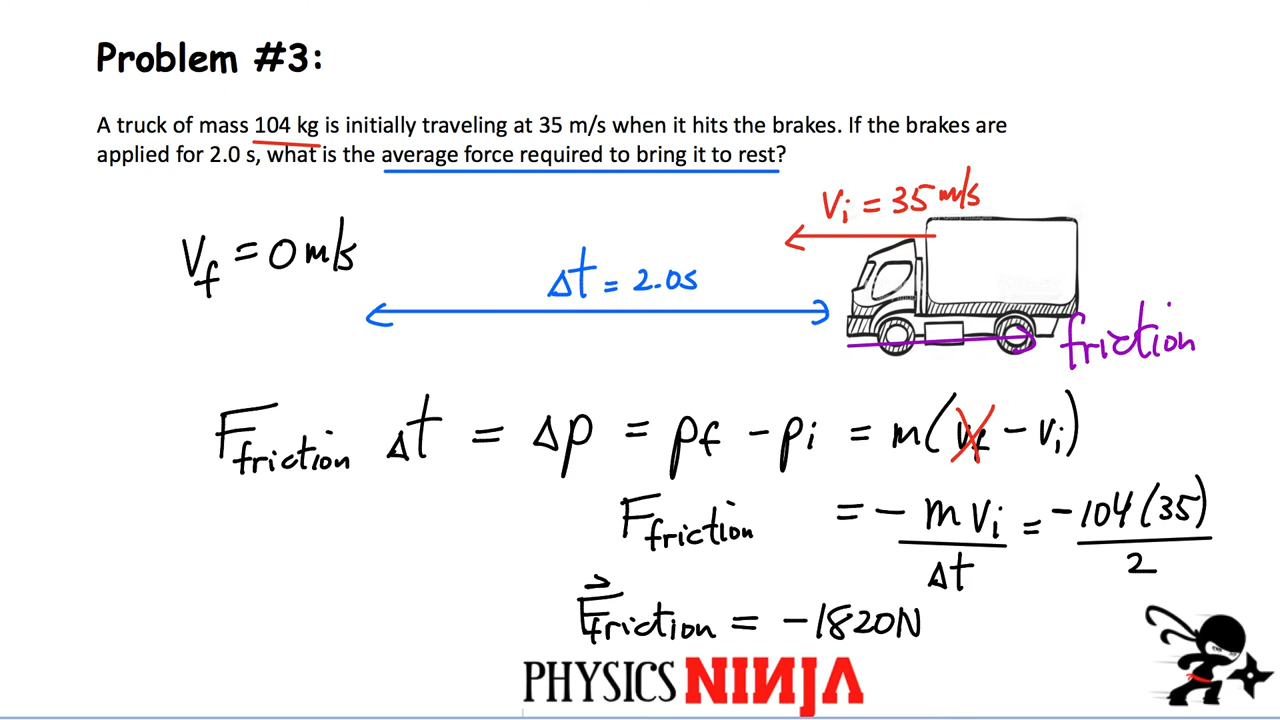 Problem #3:
A truck of mass 104 kg is initially traveling at 35 m/s when it hits the brakes. If the brakes are
applied for 2.0 s, what is the average force required to bring it to rest?
Vi = 35 m/s
Vf = 0 m/s
Δt = 2.0s
friction
Ffriction Δt = Δp = pf - pi = m(vf - vi)
Ffriction = - m vi / Δt = -104(35) / 2
Ffriction = -1820N
PHYSICS NINJA